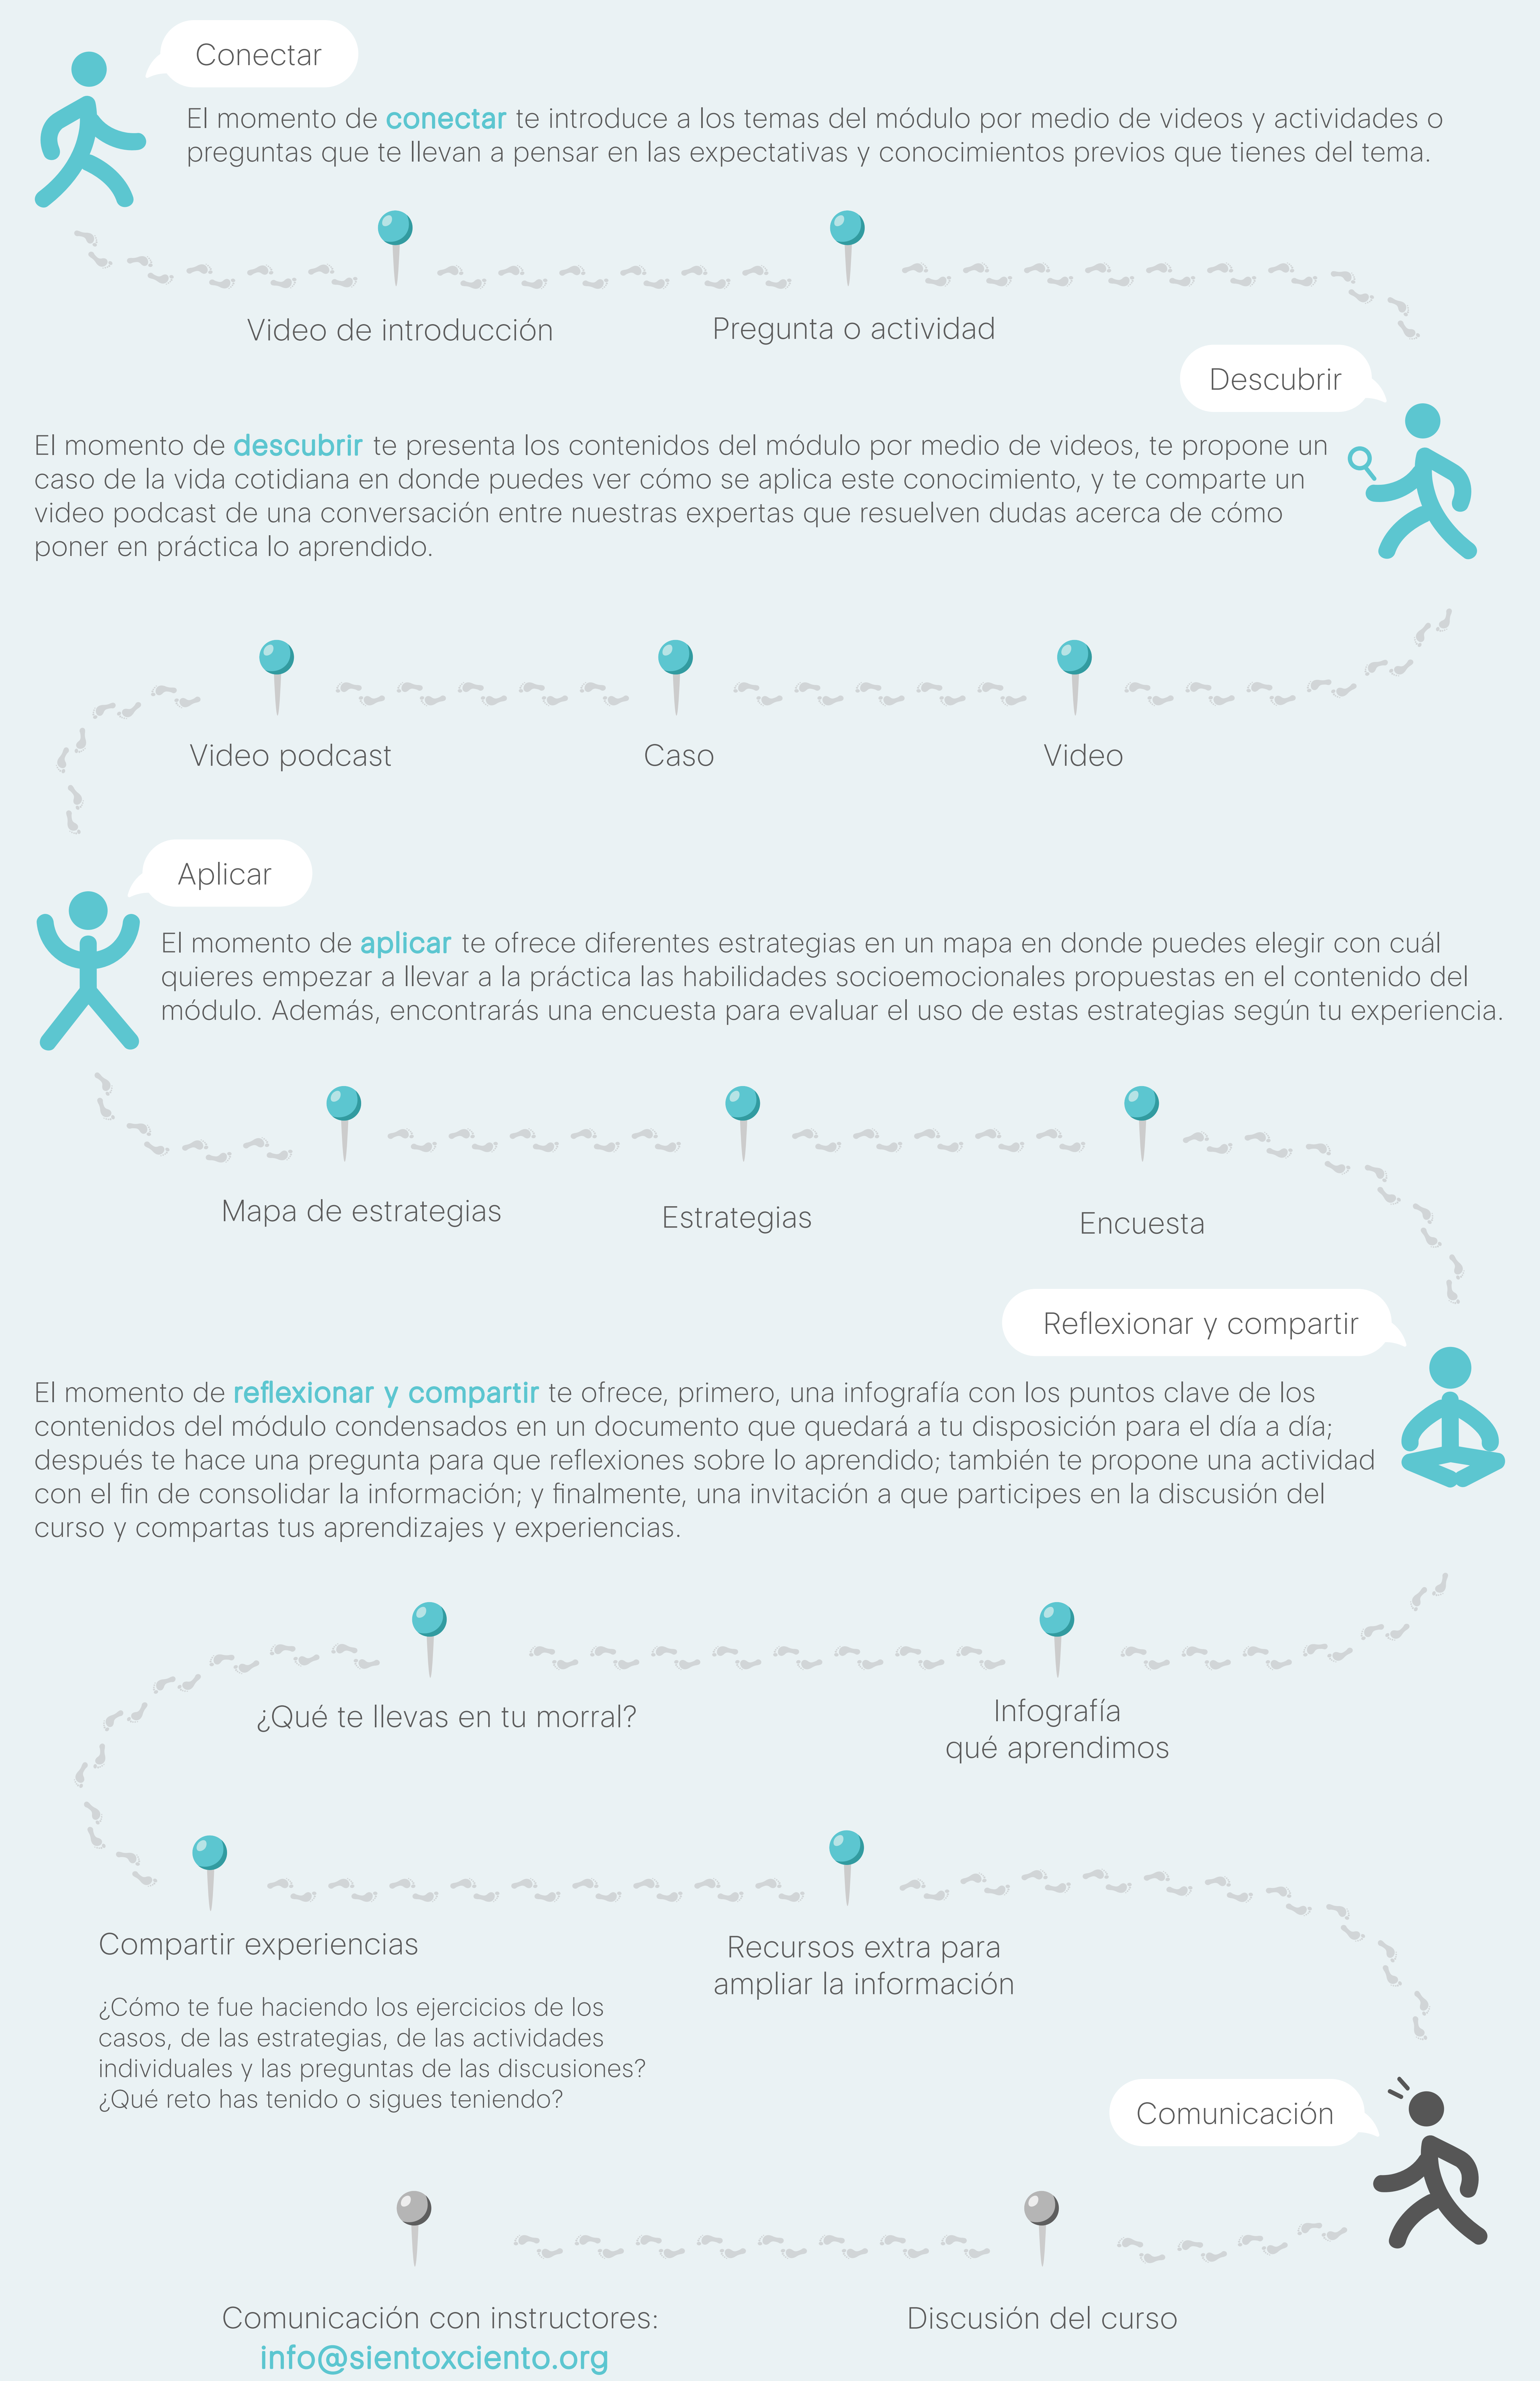 Conectar
El momento de conectar te introduce a los temas del módulo por medio de videos y actividades o
preguntas que te llevan a pensar en las expectativas y conocimientos previos que tienes del tema.
Video de introducción
Pregunta o actividad
Descubrir
El momento de descubrir te presenta los contenidos del módulo por medio de videos, te propone un
caso de la vida cotidiana en donde puedes ver cómo se aplica este conocimiento, y te comparte un
video podcast de una conversación entre nuestras expertas que resuelven dudas acerca de cómo
poner en práctica lo aprendido.
Video podcast
Caso
Video
Aplicar
El momento de aplicar te ofrece diferentes estrategias en un mapa en donde puedes elegir con cuál
quieres empezar a llevar a la práctica las habilidades socioemocionales propuestas en el contenido del
módulo. Además, encontrarás una encuesta para evaluar el uso de estas estrategias según tu experiencia.
Mapa de estrategias
Estrategias
Encuesta
Reflexionar y compartir
El momento de reflexionar y compartir te ofrece, primero, una infografía con los puntos clave de los
contenidos del módulo condensados en un documento que quedará a tu disposición para el día a día;
después te hace una pregunta para que reflexiones sobre lo aprendido; también te propone una actividad
con el fin de consolidar la información; y finalmente, una invitación a que participes en la discusión del
curso y compartas tus aprendizajes y experiencias.
¿Qué te llevas en tu morral?
Infografía
qué aprendimos
Compartir experiencias
¿Cómo te fue haciendo los ejercicios de los
casos, de las estrategias, de las actividades
individuales y las preguntas de las discusiones?
¿Qué reto has tenido o sigues teniendo?
Recursos extra para
ampliar la información
Comunicación
Comunicación con instructores:
info@sientoxciento.org
Discusión del curso